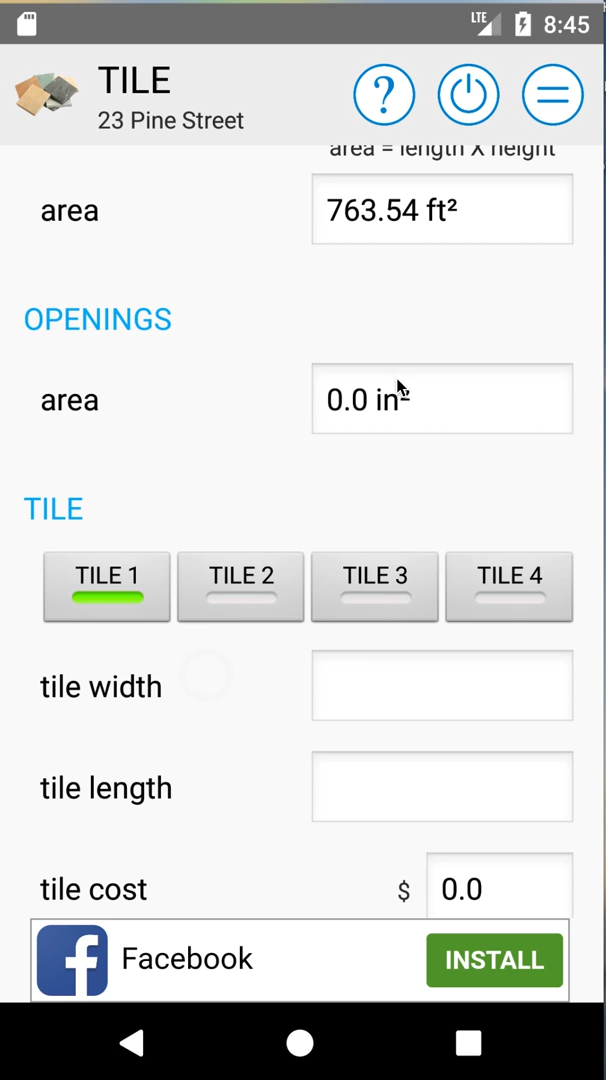 LTE 8:45
TILE
23 Pine Street
?
area = length X height
area 763.54 ft²
OPENINGS
area 0.0 in²
TILE
TILE 1 TILE 2 TILE 3 TILE 4
tile width
tile length
tile cost $ 0.0
f Facebook INSTALL